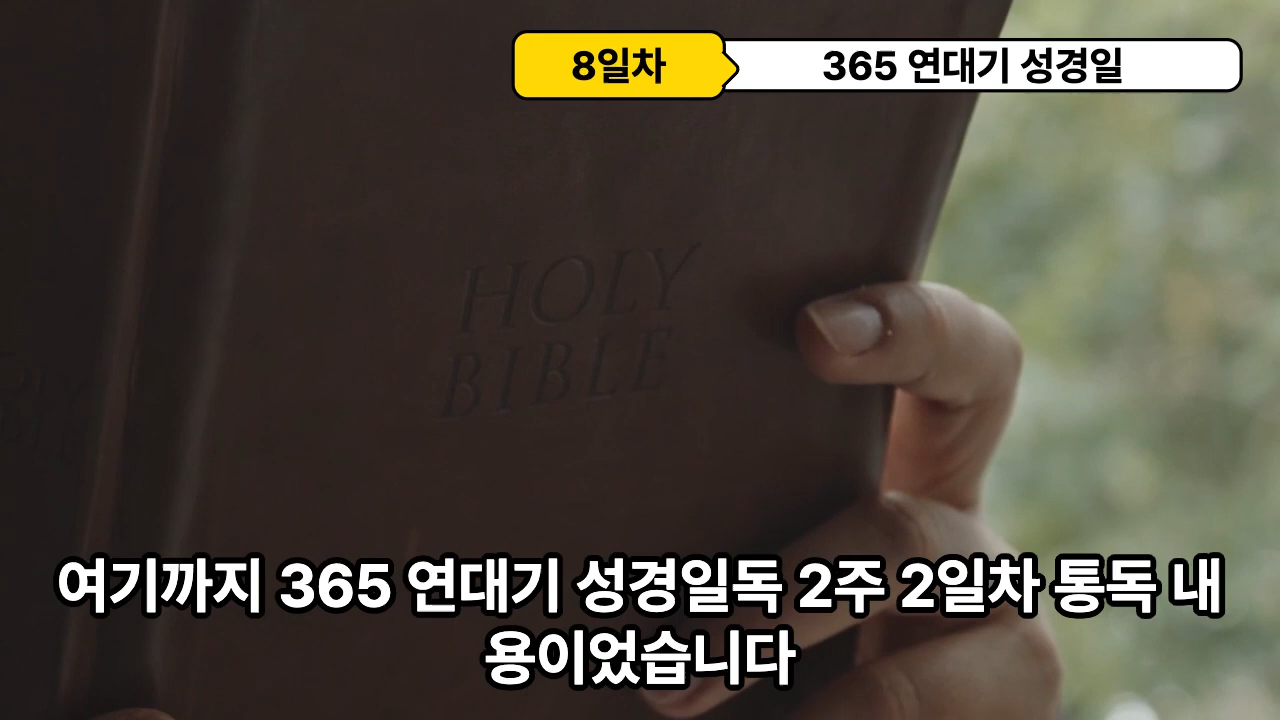 8일차
365 연대기 성경일
HOLY
BIBLE
여기까지 365 연대기 성경일독 2주 2일차 통독 내
용이었습니다